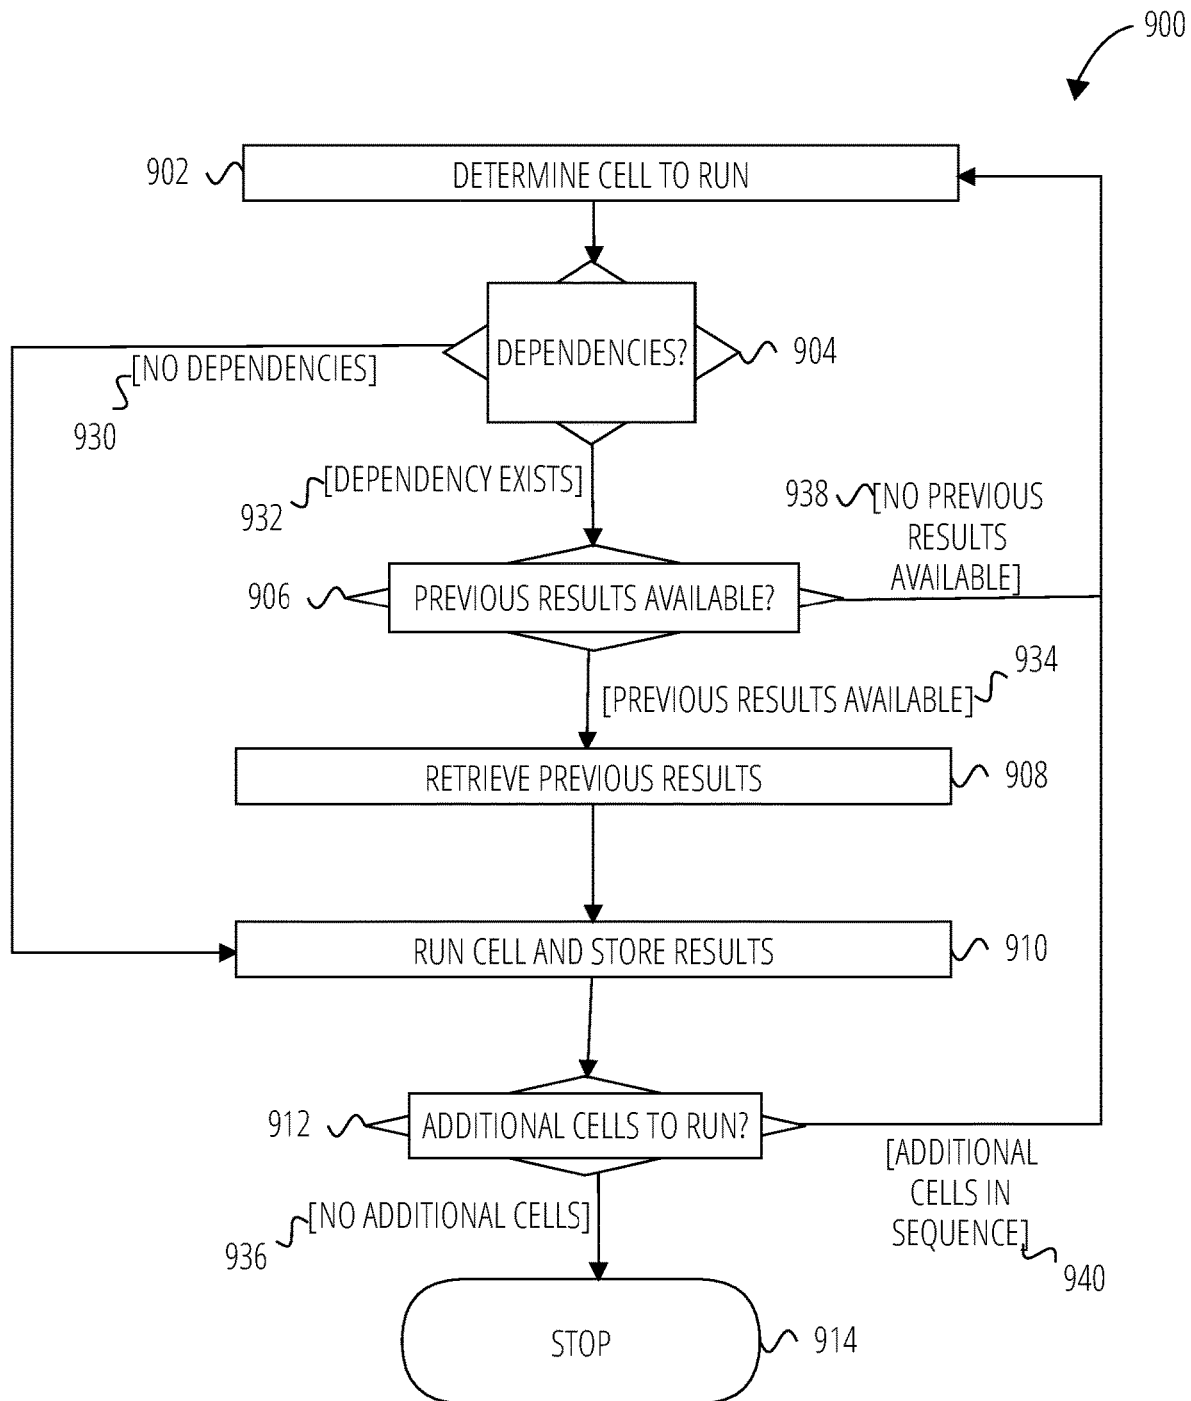 900
902
DETERMINE CELL TO RUN
DEPENDENCIES?
904
[NO DEPENDENCIES]
930
[DEPENDENCY EXISTS]
932
938
[NO PREVIOUS
RESULTS
AVAILABLE]
906
PREVIOUS RESULTS AVAILABLE?
934
[PREVIOUS RESULTS AVAILABLE]
RETRIEVE PREVIOUS RESULTS
908
RUN CELL AND STORE RESULTS
910
912
ADDITIONAL CELLS TO RUN?
[ADDITIONAL
CELLS IN
SEQUENCE]
940
[NO ADDITIONAL CELLS]
936
STOP
914